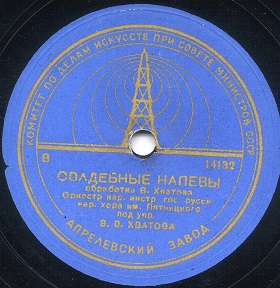 КОМИТЕТ ПО ДЕЛАМ ИСКУССТВ ПРИ СОВЕТЕ МИНИСТРОВ СССР
В 14132
СВАДЕБНЫЕ НАПЕВЫ
обработка В. Хватова
Оркестр нар. инстр. гос. русск.
нар. хора им. Пятницкого
под упр.
В. В. ХВАТОВА
АПРЕЛЕВСКИЙ ЗАВОД